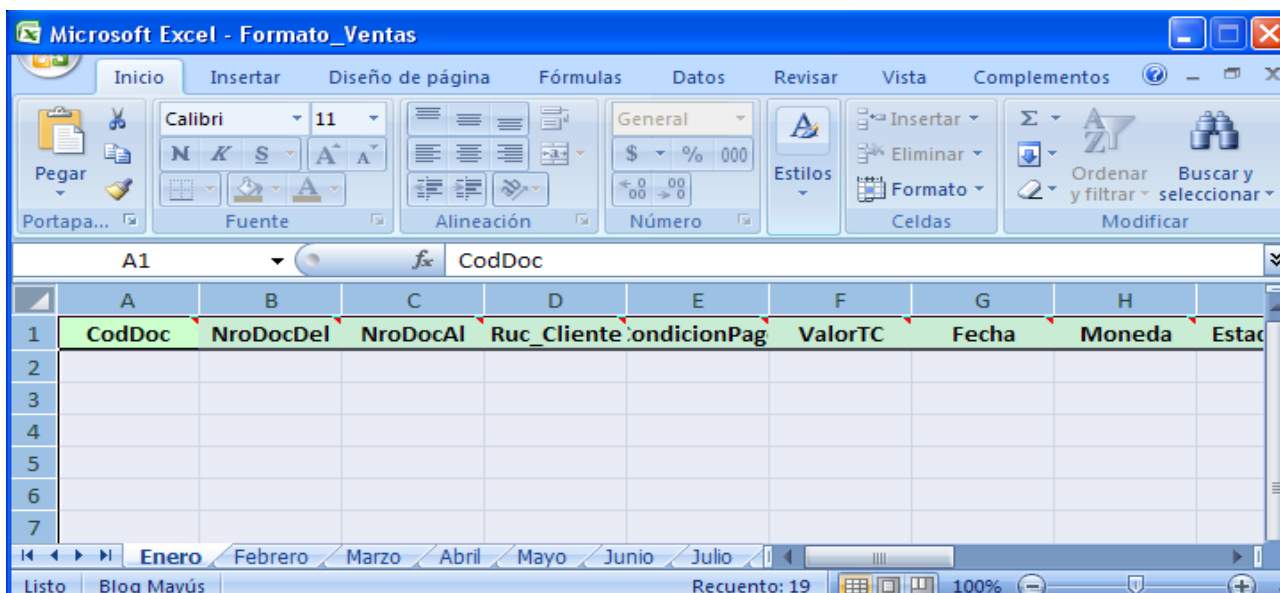 Microsoft Excel - Formato_Ventas
Inicio Insertar Diseño de página Fórmulas Datos Revisar Vista Complementos
Calibri 11 General Insertar Σ
N K S A A $ % 000 Eliminar
Pegar Estilos Formato Ordenar y filtrar Buscar y seleccionar
Portapa... Fuente Alineación Número Celdas Modificar
A1 fx CodDoc
A B C D E F G H
1 CodDoc NroDocDel NroDocAl Ruc_Cliente ondicionPag ValorTC Fecha Moneda Estad
2
3
4
5
6
7
Enero Febrero Marzo Abril Mayo Junio Julio
Listo Bloq Mayús Recuento: 19 100%